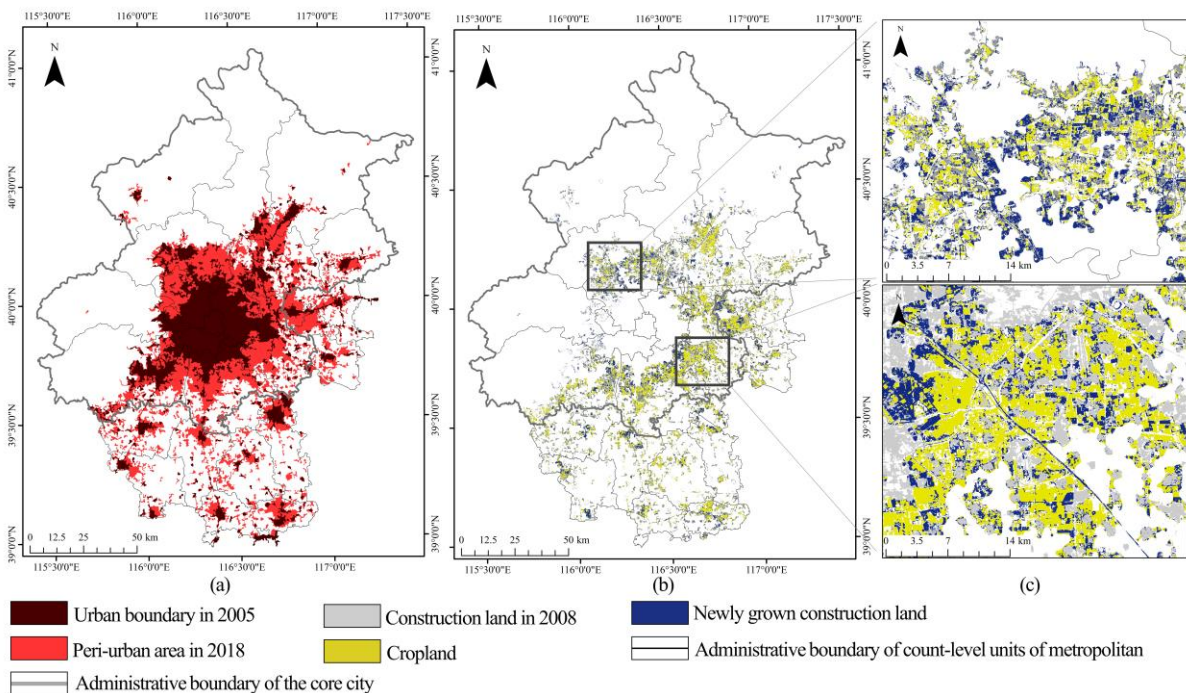 115°30'0"E 116°0'0"E 116°30'0"E 117°0'0"E
115°30'0"E 116°0'0"E 116°30'0"E 117°0'0"E
N
N
N
41°0'0"N
40°30'0"N
40°0'0"N
39°30'0"N
39°0'0"N
41°0'0"N
40°30'0"N
40°0'0"N
39°30'0"N
39°0'0"N
0 3.5 7 14 km
0 12.5 25 50 km
0 12.5 25 50 km
0 3.5 7 14 km
115°30'0"E 116°0'0"E 116°30'0"E 117°0'0"E
115°30'0"E 116°0'0"E 116°30'0"E 117°0'0"E
(a) (b) (c)
Urban boundary in 2005 Construction land in 2008 Newly grown construction land
Peri-urban area in 2018 Cropland Administrative boundary of count-level units of metropolitan
Administrative boundary of the core city